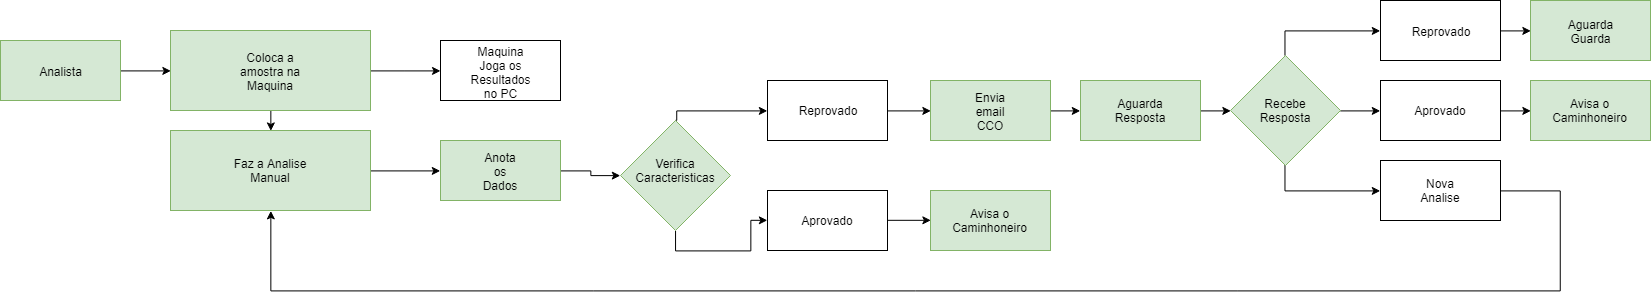 Analista
Coloca a
amostra na
Maquina
Maquina
Joga os
Resultados
no PC
Faz a Analise
Manual
Anota
os
Dados
Verifica
Caracteristicas
Reprovado
Envia
email
CCO
Aguarda
Resposta
Aprovado
Avisa o
Caminhoneiro
Recebe
Resposta
Reprovado
Aguarda
Guarda
Aprovado
Avisa o
Caminhoneiro
Nova
Analise